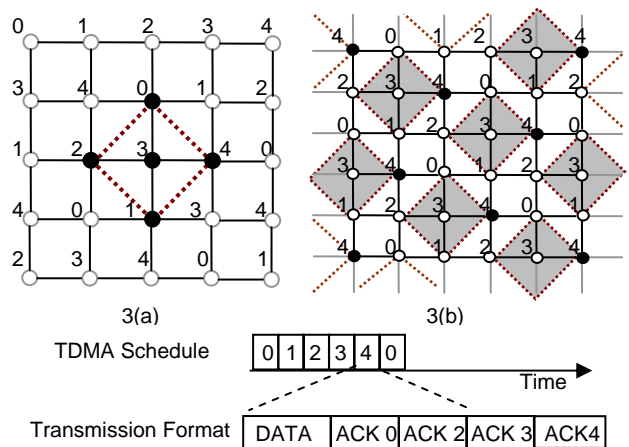 0 1 2 3 4
3 4 0 1 2
1 2 3 4 0
4 0 1 3 4
2 3 4 0 1
3(a)
4 0 1 2 3 4
2 3 4 0 1 2
0 1 2 3 4 0
3 4 0 1 2 3
1 2 3 4 0 1
4 0 1 2 3 4
3(b)
TDMA Schedule
0 1 2 3 4 0
Time
Transmission Format
DATA ACK 0 ACK 2 ACK 3 ACK4